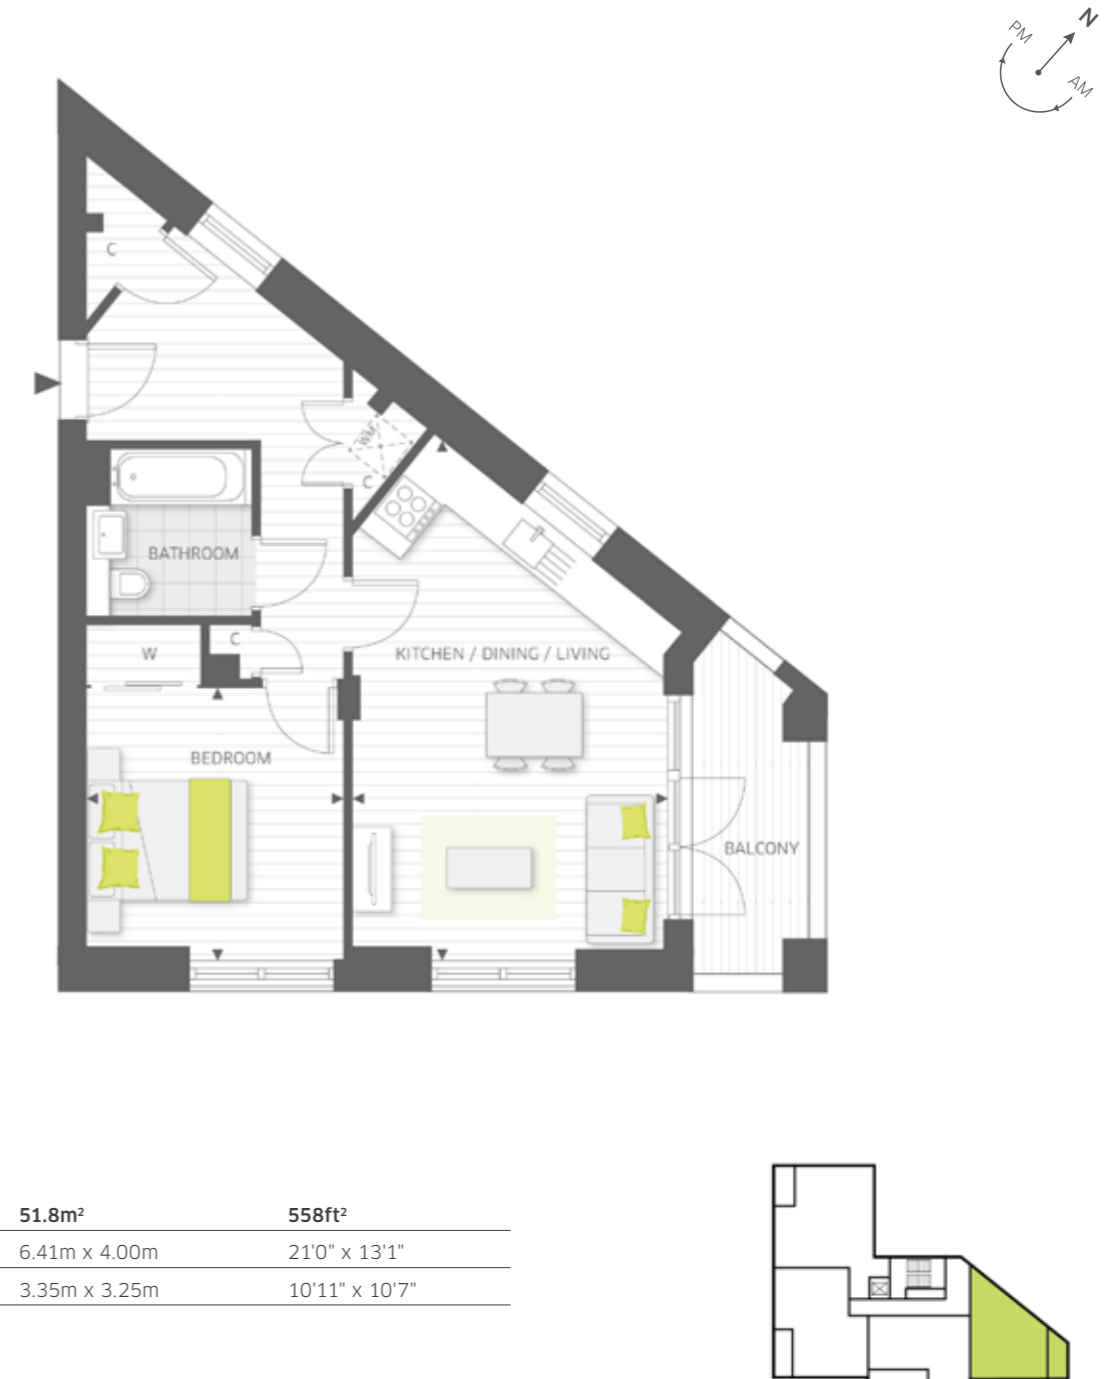 N
PM
AM
C
WM
C
BATHROOM
C
W
KITCHEN / DINING / LIVING
BEDROOM
BALCONY
51.8m² 558ft²
6.41m x 4.00m 21'0" x 13'1"
3.35m x 3.25m 10'11" x 10'7"